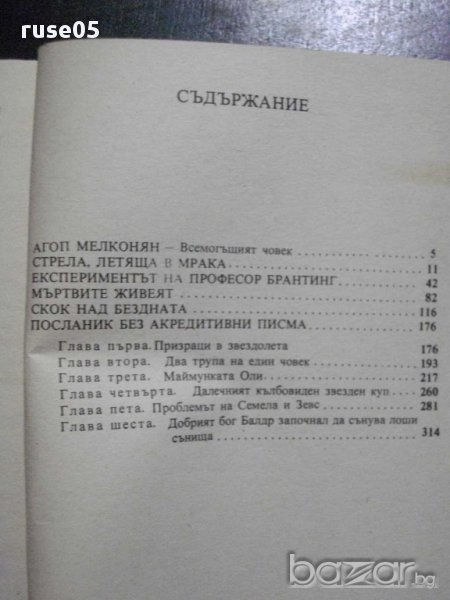 ruse05
СЪДЪРЖАНИЕ
АГОП МЕЛКОНЯН – Всемогъщият човек . . . . . . . . . . . . . . 5
СТРЕЛА, ЛЕТЯЩА В МРАКА . . . . . . . . . . . . . . . . . . . 11
ЕКСПЕРИМЕНТЪТ НА ПРОФЕСОР БРАНТИНГ . . . . . . . . . 42
МЪРТВИТЕ ЖИВЕЯТ . . . . . . . . . . . . . . . . . . . . . . . 82
СКОК НАД БЕЗДНАТА . . . . . . . . . . . . . . . . . . . . . . 116
ПОСЛАНИК БЕЗ АКРЕДИТИВНИ ПИСМА . . . . . . . . . . . . 176
Глава първа. Призраци в звездолета . . . . . . . . . . . . . 176
Глава втора. Два трупа на един човек . . . . . . . . . . . . 193
Глава трета. Маймунката Оли . . . . . . . . . . . . . . . . . 217
Глава четвърта. Далечният кълбовиден звезден куп . . . . 260
Глава пета. Проблемът на Семела и Зевс . . . . . . . . . . 281
Глава шеста. Добрият бог Балдр започнал да сънува лоши
сънища . . . . . . . . . . . . . . . . . . . . . . . . . . . 314
bazar.bg